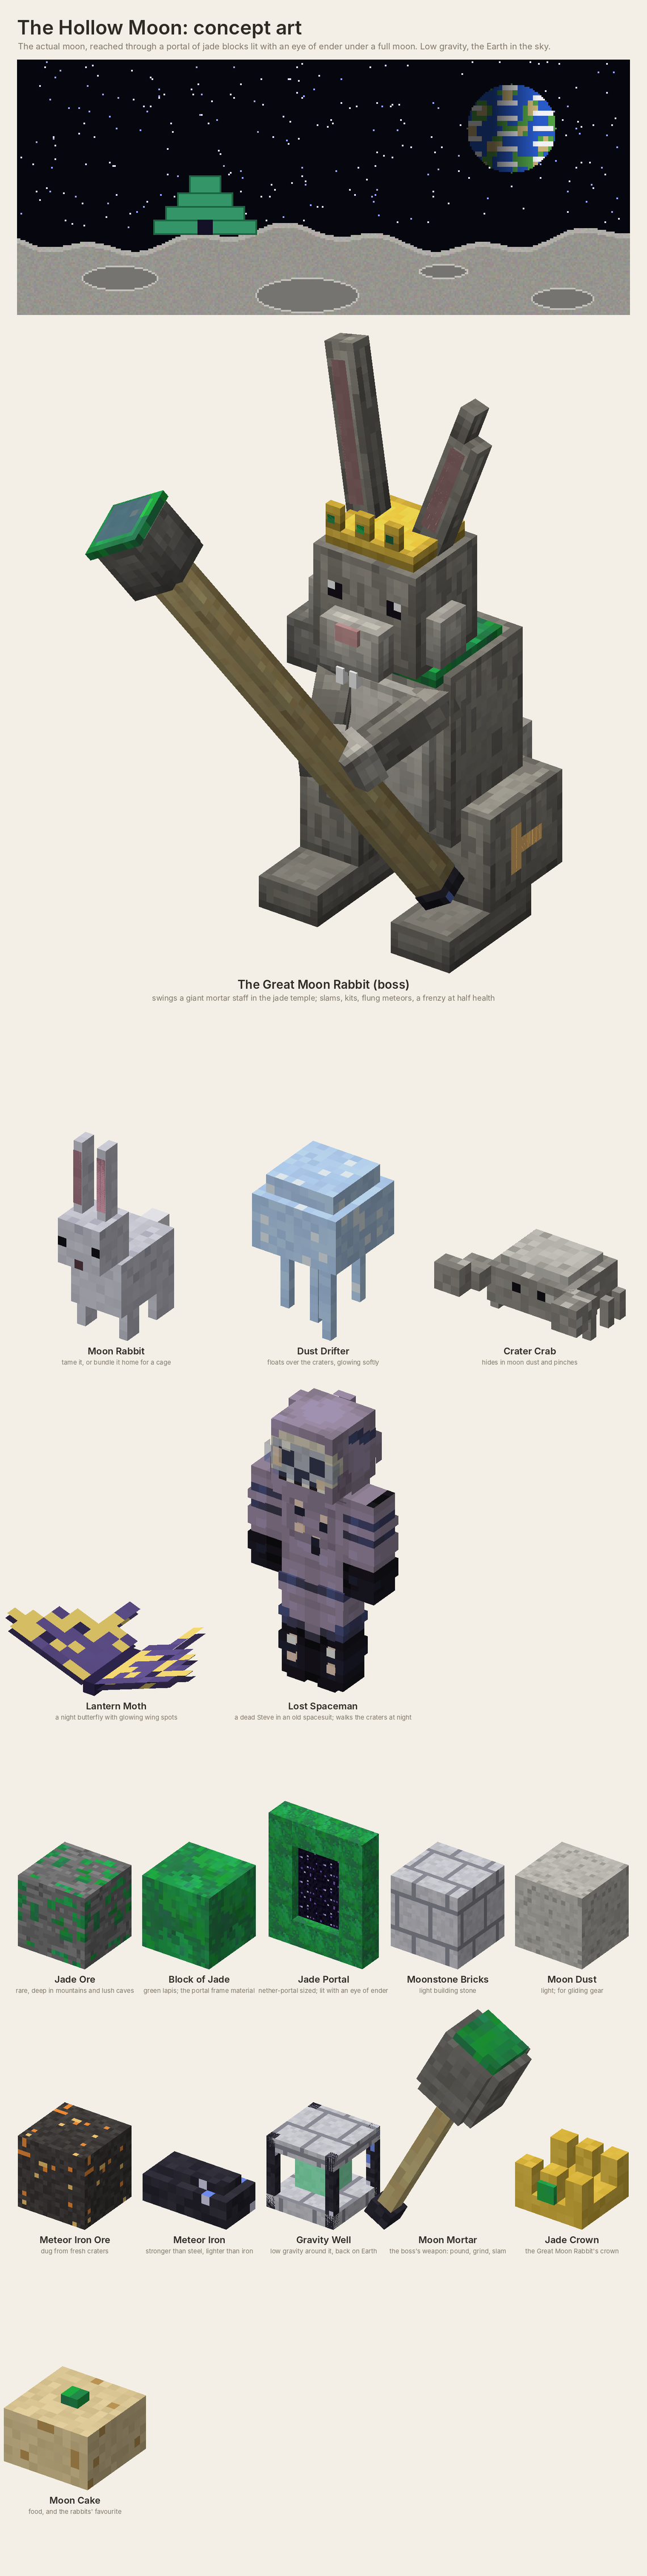 The Hollow Moon: concept art
The actual moon, reached through a portal of jade blocks lit with an eye of ender under a full moon. Low gravity, the Earth in the sky.
The Great Moon Rabbit (boss)
swings a giant mortar staff in the jade temple; slams, kits, flung meteors, a frenzy at half health
Moon Rabbit
tame it, or bundle it home for a cage
Dust Drifter
floats over the craters, glowing softly
Crater Crab
hides in moon dust and pinches
Lantern Moth
a night butterfly with glowing wing spots
Lost Spaceman
a dead Steve in an old spacesuit; walks the craters at night
Jade Ore
rare, deep in mountains and lush caves
Block of Jade
green lapis; the portal frame material
Jade Portal
nether-portal sized; lit with an eye of ender
Moonstone Bricks
light building stone
Moon Dust
light; for gliding gear
Meteor Iron Ore
dug from fresh craters
Meteor Iron
stronger than steel, lighter than iron
Gravity Well
low gravity around it, back on Earth
Moon Mortar
the boss's weapon: pound, grind, slam
Jade Crown
the Great Moon Rabbit's crown
Moon Cake
food, and the rabbits' favourite